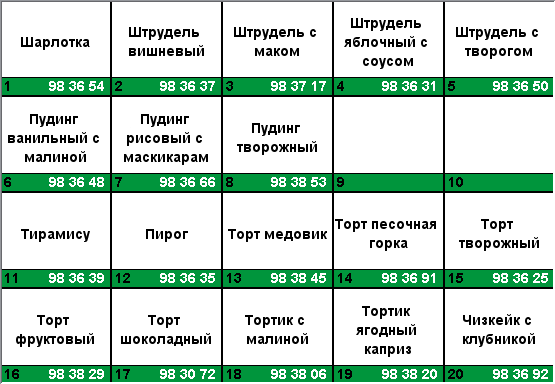 Шарлотка
1 98 36 54
Штрудель
вишневый
2 98 36 37
Штрудель с
маком
3 98 37 17
Штрудель
яблочный с
соусом
4 98 36 31
Штрудель с
творогом
5 98 36 50
Пудинг
ванильный с
малиной
6 98 36 48
Пудинг
рисовый с
маскикарам
7 98 36 66
Пудинг
творожный
8 98 38 53
9
10
Тирамису
11 98 36 39
Пирог
12 98 36 35
Торт медовик
13 98 38 45
Торт песочная
горка
14 98 36 91
Торт
творожный
15 98 36 25
Торт
фруктовый
16 98 38 29
Торт
шоколадный
17 98 30 72
Тортик с
малиной
18 98 38 06
Тортик
ягодный
каприз
19 98 38 20
Чизкейк с
клубникой
20 98 36 92